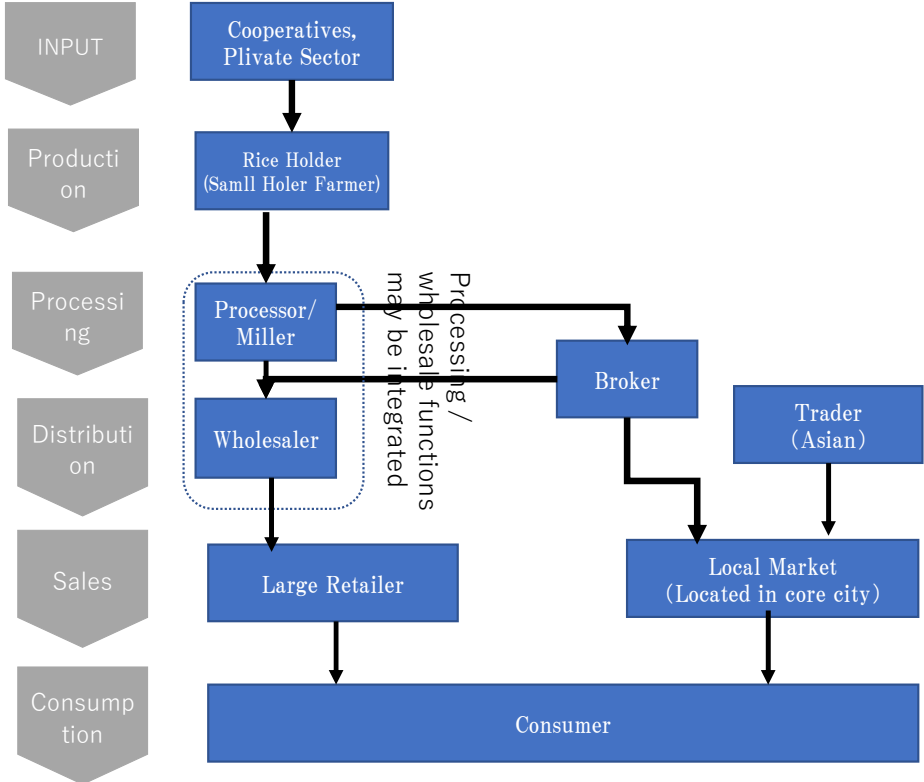 INPUT
Cooperatives,
Plivate Sector
Producti
on
Rice Holder
(Samll Holer Farmer)
Processi
ng
Processor/
Miller
Processing /
wholesale functions
may be integrated
Broker
Distributi
on
Wholesaler
Trader
(Asian)
Sales
Large Retailer
Local Market
(Located in core city)
Consump
tion
Consumer